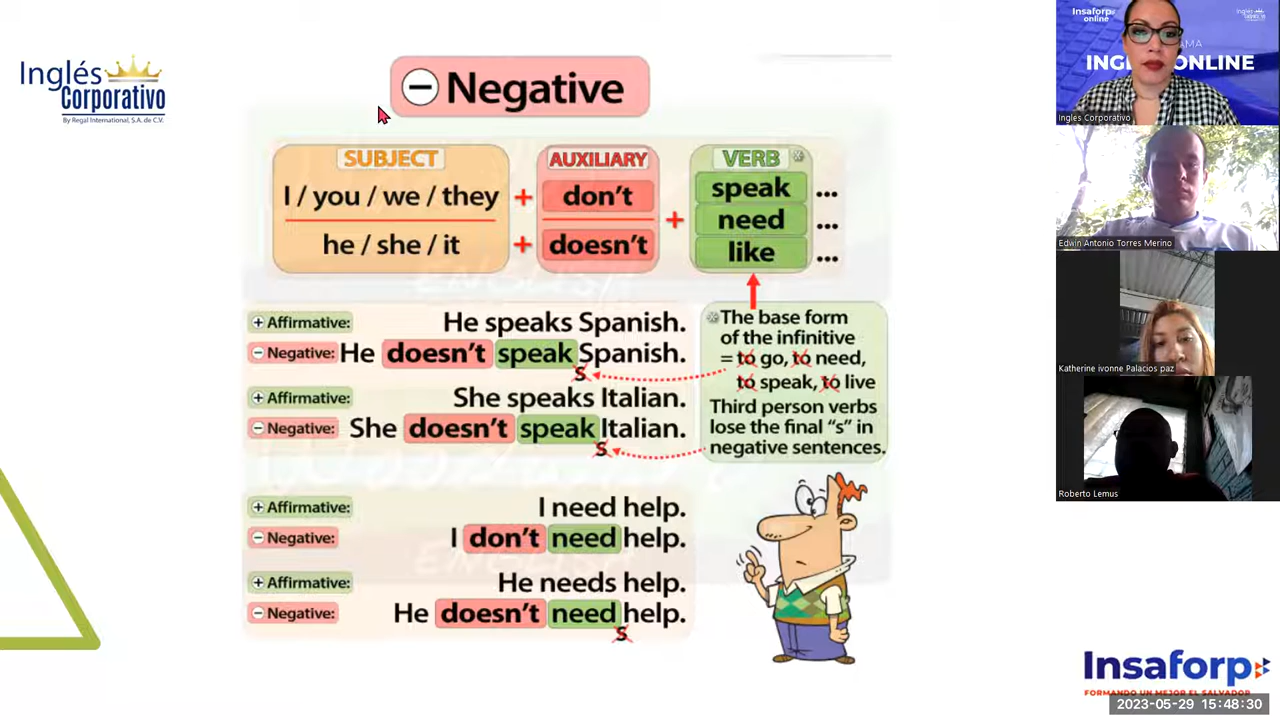 Inglés
Corporativo
By Regal International, S.A. de C.V.
Negative
SUBJECT
AUXILIARY
VERB
I / you / we / they + don't
he / she / it + doesn't
+
speak ...
need ...
like ...
Affirmative: He speaks Spanish.
Negative: He doesn't speak Spanish.
s
Affirmative: She speaks Italian.
Negative: She doesn't speak Italian.
s
The base form
of the infinitive
= to go, to need,
to speak, to live
Third person verbs
lose the final “s” in
negative sentences.
Affirmative: I need help.
Negative: I don't need help.
Affirmative: He needs help.
Negative: He doesn't need help.
s
Insaforp
online
INGL ONLINE
Ingles Corporativo
Edwin Antonio Torres Merino
Katherine ivonne Palacios paz
Roberto Lemus
Insaforp
FORMANDO UN MEJOR EL SALVADOR
2023-05-29 15:48:30